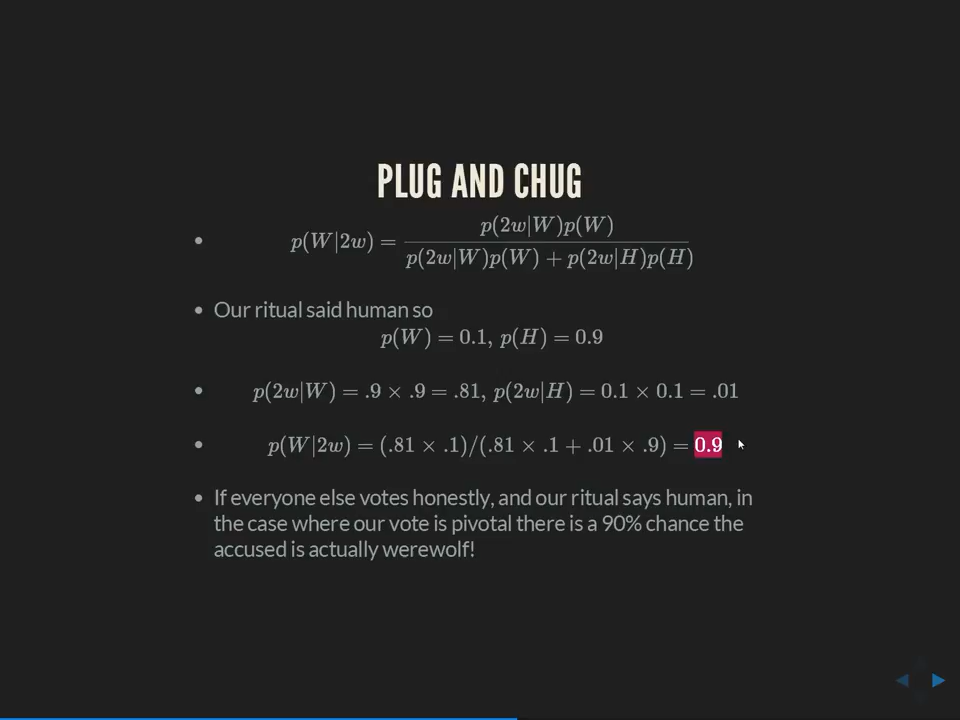 PLUG AND CHUG
• p(W|2w) = p(2w|W)p(W) / p(2w|W)p(W) + p(2w|H)p(H)
• Our ritual said human so
p(W) = 0.1, p(H) = 0.9
• p(2w|W) = .9 × .9 = .81, p(2w|H) = 0.1 × 0.1 = .01
• p(W|2w) = (.81 × .1)/(.81 × .1 + .01 × .9) = 0.9
• If everyone else votes honestly, and our ritual says human, in
the case where our vote is pivotal there is a 90% chance the
accused is actually werewolf!